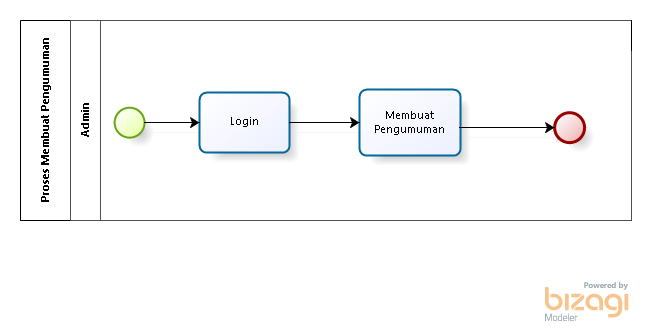 Proses Membuat Pengumuman
Admin
Login
Membuat
Pengumuman
Powered by
bizagi
Modeler